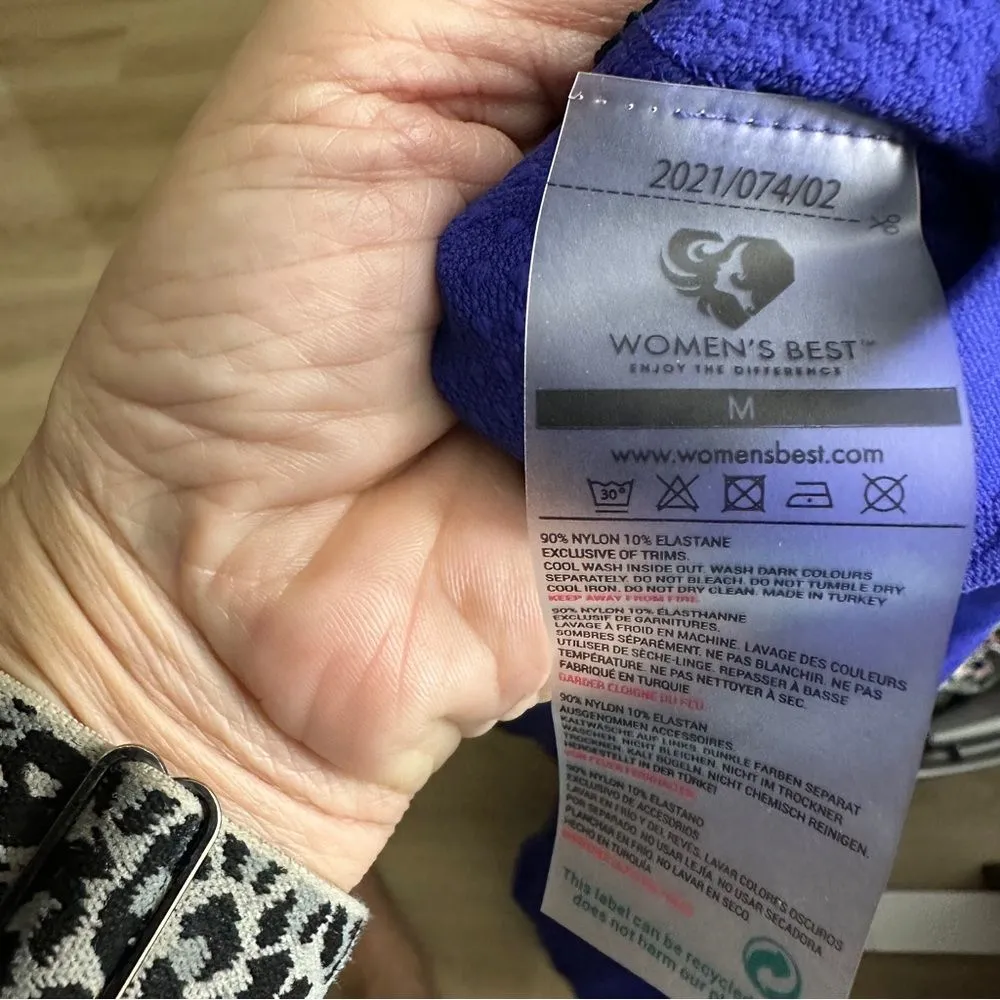 2021/074/02
WOMEN'S BEST™
ENJOY THE DIFFERENCE
M
www.womensbest.com
30°
90% NYLON 10% ELASTANE
EXCLUSIVE OF TRIMS.
COOL WASH INSIDE OUT. WASH DARK COLOURS
SEPARATELY. DO NOT BLEACH. DO NOT TUMBLE DRY
COOL IRON. DO NOT DRY CLEAN. MADE IN TURKEY
KEEP AWAY FROM FIRE
90% NYLON 10% ÉLASTHANNE
EXCLUSIF DE GARNITURES.
LAVAGE À FROID EN MACHINE. LAVAGE DES COULEURS
SOMBRES SÉPARÉMENT. NE PAS BLANCHIR. NE PAS
UTILISER DE SÈCHE-LINGE. REPASSER À BASSE
TEMPÉRATURE. NE PAS NETTOYER À SEC.
FABRIQUÉ EN TURQUIE
GARDER DU FEU
90% NYLON 10% ELASTAN
AUSGENOMMEN ACCESSOIRES.
KALTWÄSCHE AUF LINKS. DUNKLE FARBEN SEPARAT
WASCHEN. NICHT BLEICHEN. NICHT IM TROCKNER
TROCKNEN. KALT BÜGELN. NICHT CHEMISCH REINIGEN.
HERGESTELLT IN DER TÜRKEI
90% NYLON 10% ELASTANO
EXCLUSIVO DE ACCESORIOS
LAVAR EN FRÍO Y DEL REVÉS. LAVAR COLORES OSCUROS
POR SEPARADO. NO USAR LEJÍA. NO USAR SECADORA
PLANCHAR EN FRÍO. NO LAVAR EN SECO
HECHO EN TURQUÍA
This label can be recycled
does not harm our